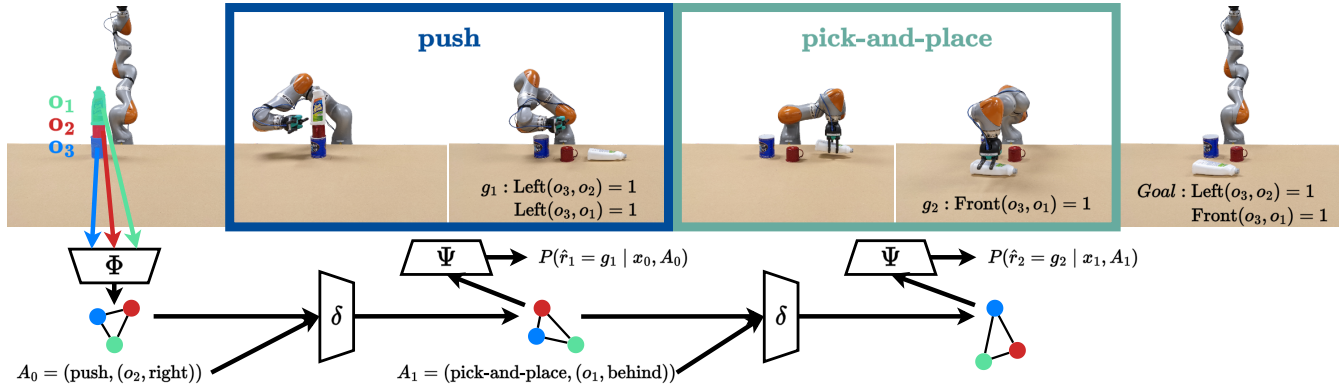 push
pick-and-place
o₁
o₂
o₃
g₁ : Left(o₃, o₂) = 1
Left(o₃, o₁) = 1
g₂ : Front(o₃, o₁) = 1
Goal : Left(o₃, o₂) = 1
Front(o₃, o₁) = 1
Φ
Ψ
P(r̂₁ = g₁ | x₀, A₀)
Ψ
P(r̂₂ = g₂ | x₁, A₁)
δ
δ
A₀ = (push, (o₂, right))
A₁ = (pick-and-place, (o₁, behind))